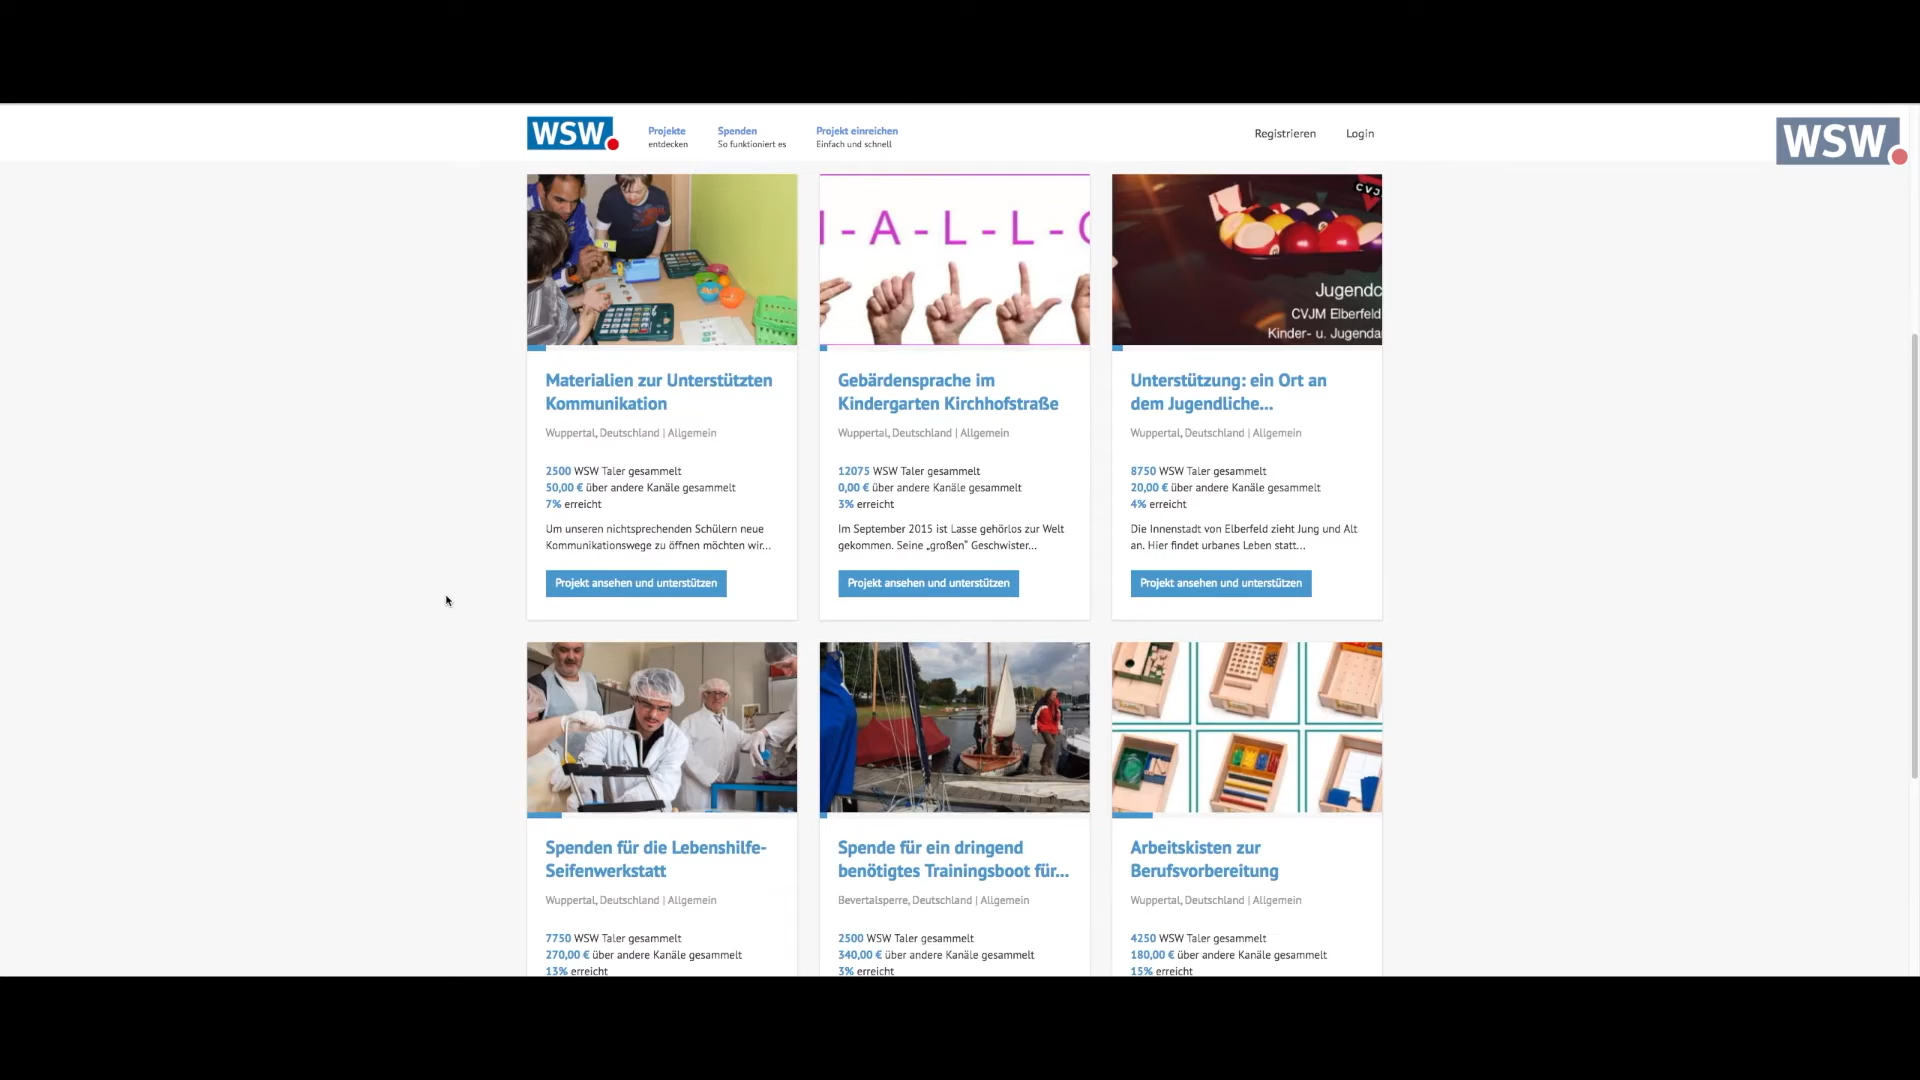 WSW.
Projekte
entdecken
Spenden
So funktioniert es
Projekt einreichen
Einfach und schnell
Registrieren
Login
WSW.
- A - L - L -
CVJ
Jugendc
CVJM Elberfeld
Kinder- u. Jugendar
Materialien zur Unterstützten
Kommunikation
Wuppertal, Deutschland | Allgemein
2500 WSW Taler gesammelt
50,00 € über andere Kanäle gesammelt
7% erreicht
Um unseren nichtsprechenden Schülern neue
Kommunikationswege zu öffnen möchten wir...
Projekt ansehen und unterstützen
Gebärdensprache im
Kindergarten Kirchhofstraße
Wuppertal, Deutschland | Allgemein
12075 WSW Taler gesammelt
0,00 € über andere Kanäle gesammelt
3% erreicht
Im September 2015 ist Lasse gehörlos zur Welt
gekommen. Seine „großen“ Geschwister...
Projekt ansehen und unterstützen
Unterstützung: ein Ort an
dem Jugendliche...
Wuppertal, Deutschland | Allgemein
8750 WSW Taler gesammelt
20,00 € über andere Kanäle gesammelt
4% erreicht
Die Innenstadt von Elberfeld zieht Jung und Alt
an. Hier findet urbanes Leben statt...
Projekt ansehen und unterstützen
Spenden für die Lebenshilfe-
Seifenwerkstatt
Wuppertal, Deutschland | Allgemein
7750 WSW Taler gesammelt
270,00 € über andere Kanäle gesammelt
13% erreicht
Spende für ein dringend
benötigtes Trainingsboot für...
Bevertalsperre, Deutschland | Allgemein
2500 WSW Taler gesammelt
340,00 € über andere Kanäle gesammelt
3% erreicht
Arbeitskisten zur
Berufsvorbereitung
Wuppertal, Deutschland | Allgemein
4250 WSW Taler gesammelt
180,00 € über andere Kanäle gesammelt
15% erreicht